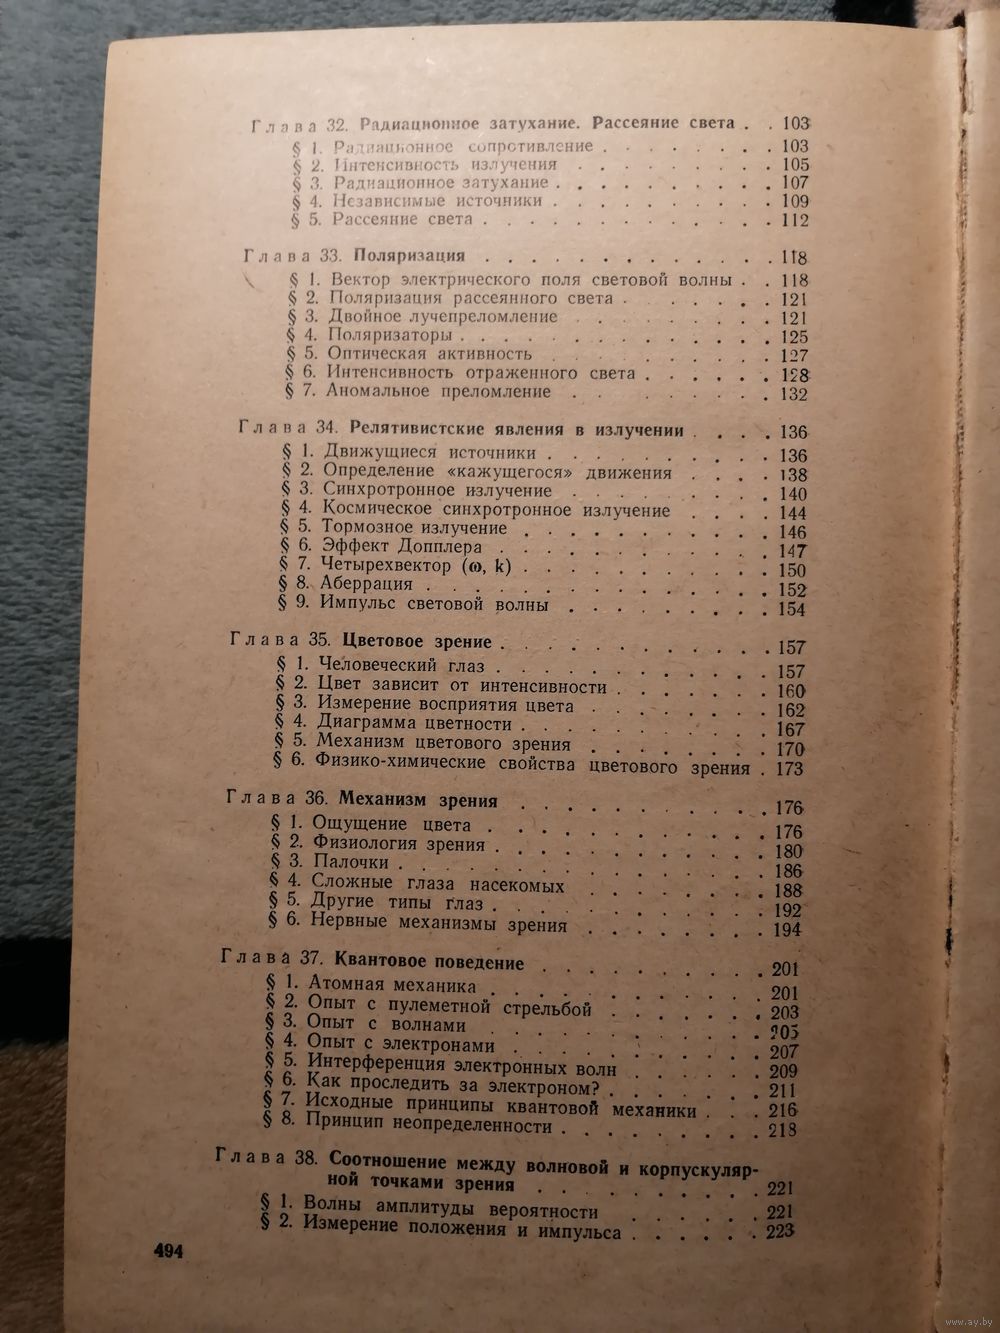 Глава 32. Радиационное затухание. Рассеяние света . . 103
§ 1. Радиационное сопротивление . . . . . . . . 103
§ 2. Интенсивность излучения . . . . . . . . . 105
§ 3. Радиационное затухание . . . . . . . . . . 107
§ 4. Независимые источники . . . . . . . . . . 109
§ 5. Рассеяние света . . . . . . . . . . . . . 112
Глава 33. Поляризация . . . . . . . . . . . . . 118
§ 1. Вектор электрического поля световой волны . . 118
§ 2. Поляризация рассеянного света . . . . . . . 121
§ 3. Двойное лучепреломление . . . . . . . . . 121
§ 4. Поляризаторы . . . . . . . . . . . . . . 125
§ 5. Оптическая активность . . . . . . . . . . 127
§ 6. Интенсивность отраженного света . . . . . . 128
§ 7. Аномальное преломление . . . . . . . . . 132
Глава 34. Релятивистские явления в излучении . . . . 136
§ 1. Движущиеся источники . . . . . . . . . . 136
§ 2. Определение «кажущегося» движения . . . . 138
§ 3. Синхротронное излучение . . . . . . . . . 140
§ 4. Космическое синхротронное излучение . . . . 144
§ 5. Тормозное излучение . . . . . . . . . . . 146
§ 6. Эффект Допплера . . . . . . . . . . . . 147
§ 7. Четырехвектор (ω, k) . . . . . . . . . . . 150
§ 8. Аберрация . . . . . . . . . . . . . . . 152
§ 9. Импульс световой волны . . . . . . . . . 154
Глава 35. Цветовое зрение . . . . . . . . . . . . 157
§ 1. Человеческий глаз . . . . . . . . . . . . 157
§ 2. Цвет зависит от интенсивности . . . . . . . 160
§ 3. Измерение восприятия цвета . . . . . . . . 162
§ 4. Диаграмма цветности . . . . . . . . . . . 167
§ 5. Механизм цветового зрения . . . . . . . . 170
§ 6. Физико-химические свойства цветового зрения . 173
Глава 36. Механизм зрения . . . . . . . . . . . 176
§ 1. Ощущение цвета . . . . . . . . . . . . 176
§ 2. Физиология зрения . . . . . . . . . . . . 180
§ 3. Палочки . . . . . . . . . . . . . . . . 186
§ 4. Сложные глаза насекомых . . . . . . . . 188
§ 5. Другие типы глаз . . . . . . . . . . . . 192
§ 6. Нервные механизмы зрения . . . . . . . . 194
Глава 37. Квантовое поведение . . . . . . . . . . 201
§ 1. Атомная механика . . . . . . . . . . . . 201
§ 2. Опыт с пулеметной стрельбой . . . . . . . 203
§ 3. Опыт с волнами . . . . . . . . . . . . 205
§ 4. Опыт с электронами . . . . . . . . . . . 207
§ 5. Интерференция электронных волн . . . . . . 209
§ 6. Как проследить за электроном? . . . . . . . 211
§ 7. Исходные принципы квантовой механики . . . 216
§ 8. Принцип неопределенности . . . . . . . . . 218
Глава 38. Соотношение между волновой и корпускуляр-
ной точками зрения . . . . . . . . . . 221
§ 1. Волны амплитуды вероятности . . . . . . 221
§ 2. Измерение положения и импульса . . . . . . 223
494
www.ay.by